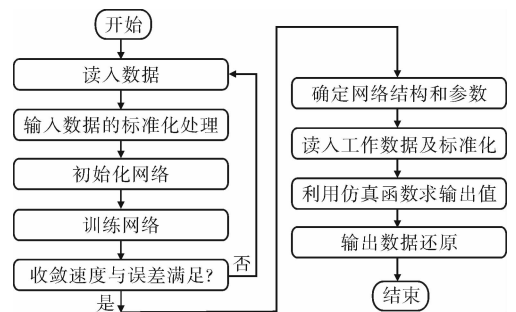 开始
读入数据
输入数据的标准化处理
初始化网络
训练网络
收敛速度与误差满足?
否
是
确定网络结构和参数
读入工作数据及标准化
利用仿真函数求输出值
输出数据还原
结束